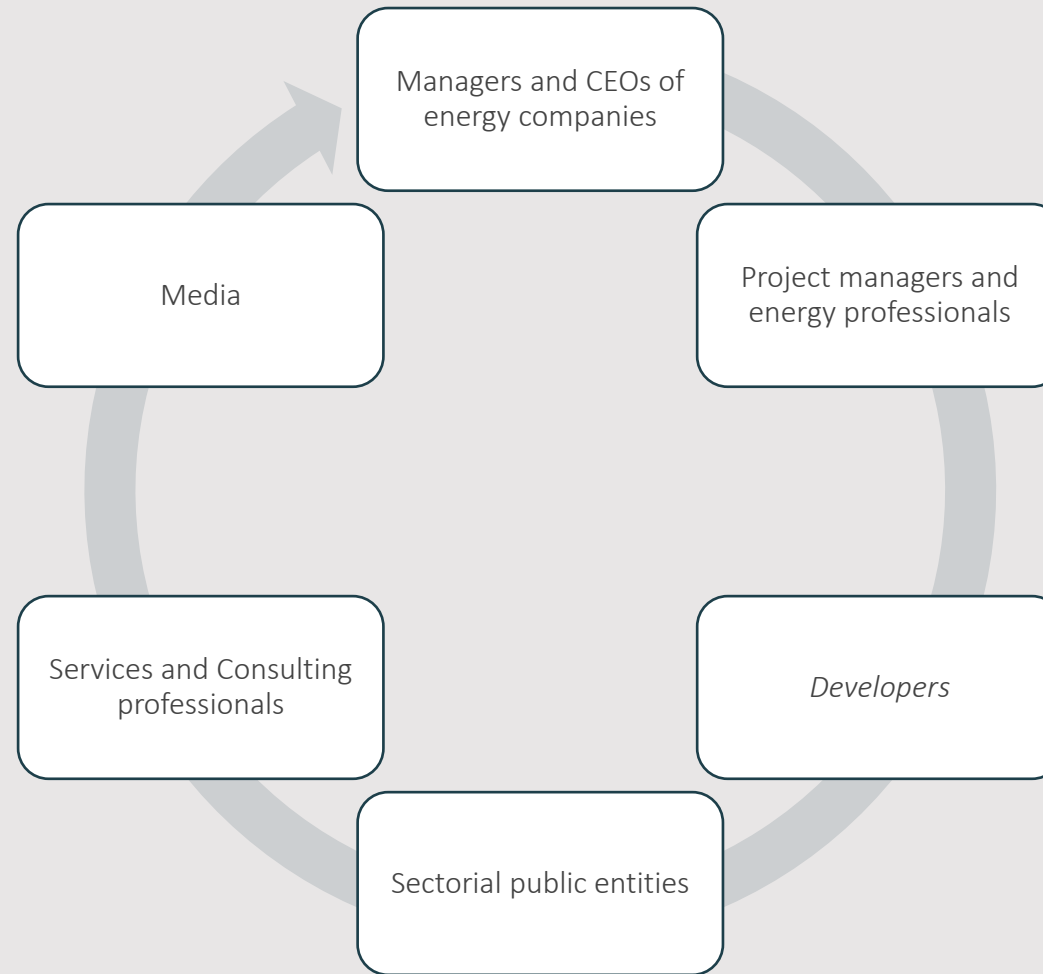 Managers and CEOs of
energy companies
Project managers and
energy professionals
Developers
Sectorial public entities
Services and Consulting
professionals
Media